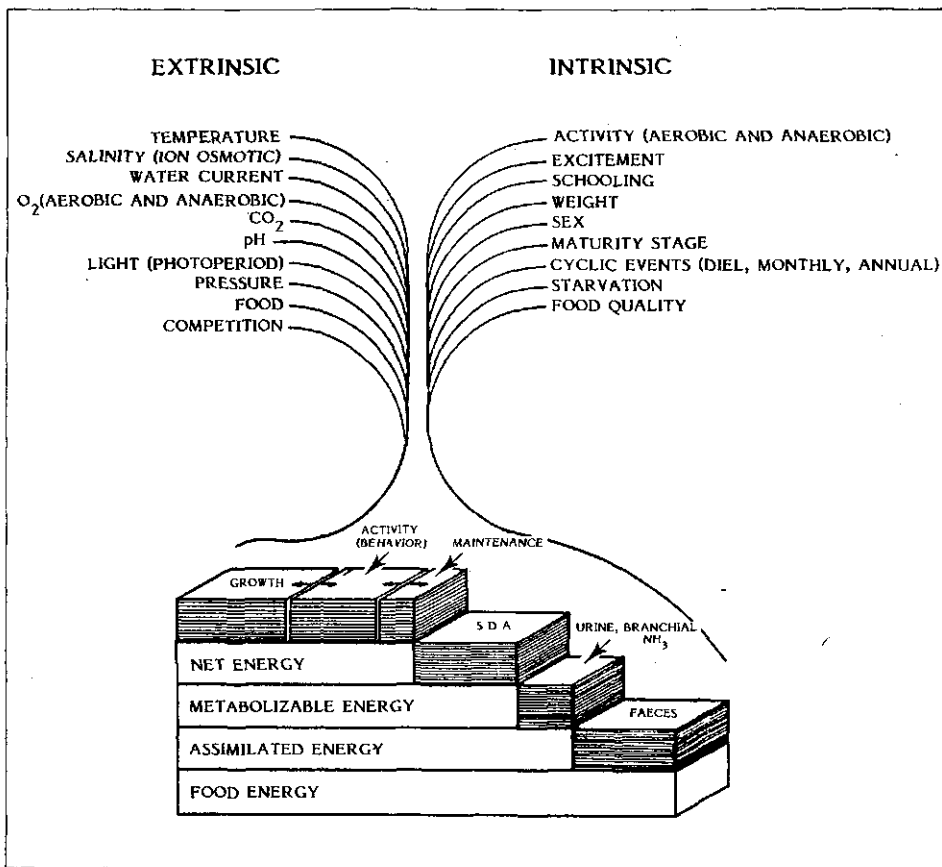 EXTRINSIC
INTRINSIC
TEMPERATURE
SALINITY (ION OSMOTIC)
WATER CURRENT
O2(AEROBIC AND ANAEROBIC)
CO2
pH
LIGHT (PHOTOPERIOD)
PRESSURE
FOOD
COMPETITION
ACTIVITY (AEROBIC AND ANAEROBIC)
EXCITEMENT
SCHOOLING
WEIGHT
SEX
MATURITY STAGE
CYCLIC EVENTS (DIEL, MONTHLY, ANNUAL)
STARVATION
FOOD QUALITY
ACTIVITY
(BEHAVIOR)
MAINTENANCE
GROWTH
S D A
URINE, BRANCHIAL
NH3
FAECES
NET ENERGY
METABOLIZABLE ENERGY
ASSIMILATED ENERGY
FOOD ENERGY